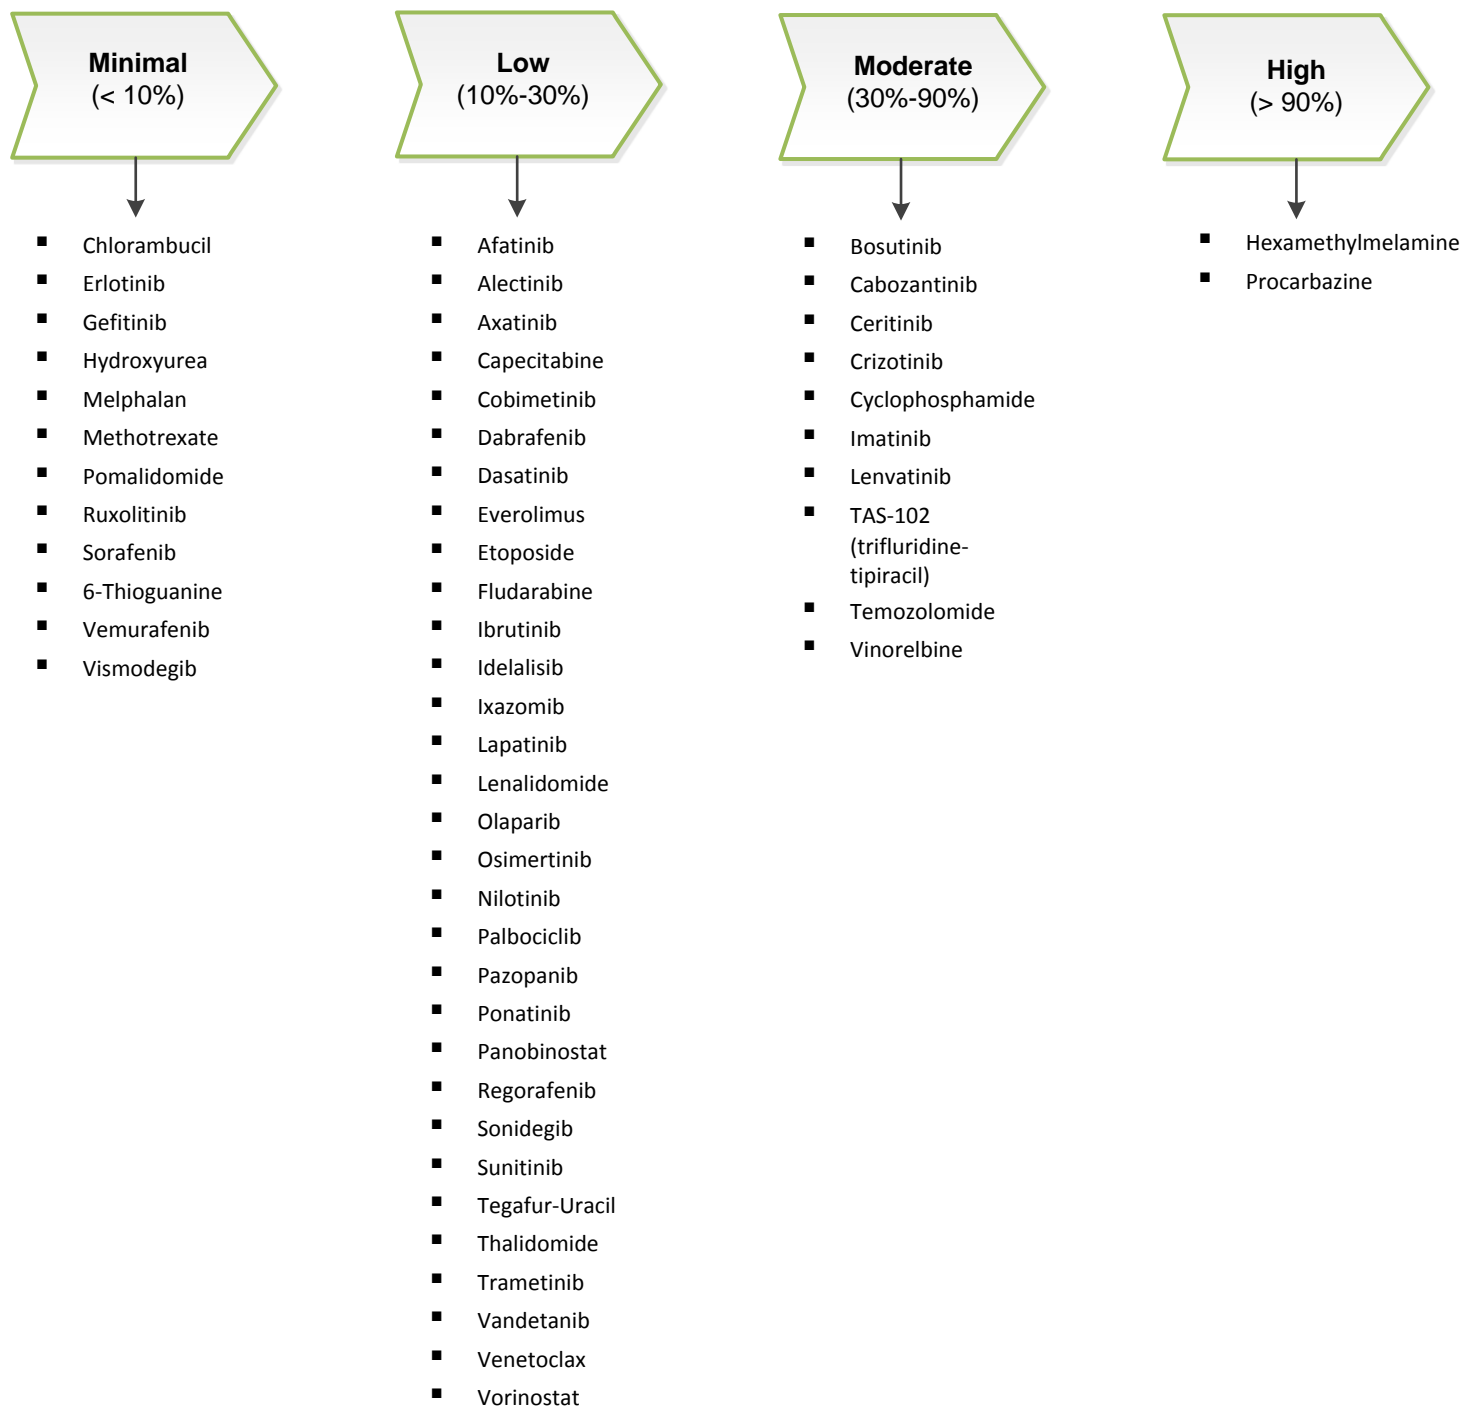 Minimal
(< 10%)
Chlorambucil
Erlotinib
Gefitinib
Hydroxyurea
Melphalan
Methotrexate
Pomalidomide
Ruxolitinib
Sorafenib
6-Thioguanine
Vemurafenib
Vismodegib
Low
(10%-30%)
Afatinib
Alectinib
Axatinib
Capecitabine
Cobimetinib
Dabrafenib
Dasatinib
Everolimus
Etoposide
Fludarabine
Ibrutinib
Idelalisib
Ixazomib
Lapatinib
Lenalidomide
Olaparib
Osimertinib
Nilotinib
Palbociclib
Pazopanib
Ponatinib
Panobinostat
Regorafenib
Sonidegib
Sunitinib
Tegafur-Uracil
Thalidomide
Trametinib
Vandetanib
Venetoclax
Vorinostat
Moderate
(30%-90%)
Bosutinib
Cabozantinib
Ceritinib
Crizotinib
Cyclophosphamide
Imatinib
Lenvatinib
TAS-102
(trifluridine-
tipiracil)
Temozolomide
Vinorelbine
High
(> 90%)
Hexamethylmelamine
Procarbazine